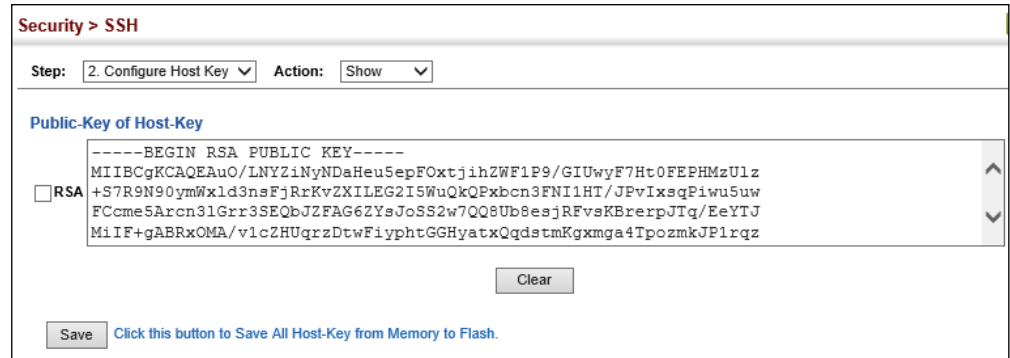 Security > SSH
Step: 2. Configure Host Key Action: Show
Public-Key of Host-Key
-----BEGIN RSA PUBLIC KEY-----
MIIBCgKCAQEAuO/LNYZiNyNDaHeu5epFOxtjihZWF1P9/GIUwyF7Ht0FEPHMzUlz
RSA +S7R9N90ymWxld3nsFjRrKvZXILEG2I5WuQkQPxbcn3FNI1HT/JPvIxsqPiwu5uw
FCcme5Arcn3lGrr3SEQbJZFAG6ZYsJoSS2w7QQ8Ub8esjRFvsKBrerpJTq/EeYTJ
MiIF+gABRxOMA/v1cZHUqrzDtwFiyphtGGHyatxQqdstmKgxmga4TpozmkJP1rqz
Clear
Save Click this button to Save All Host-Key from Memory to Flash.